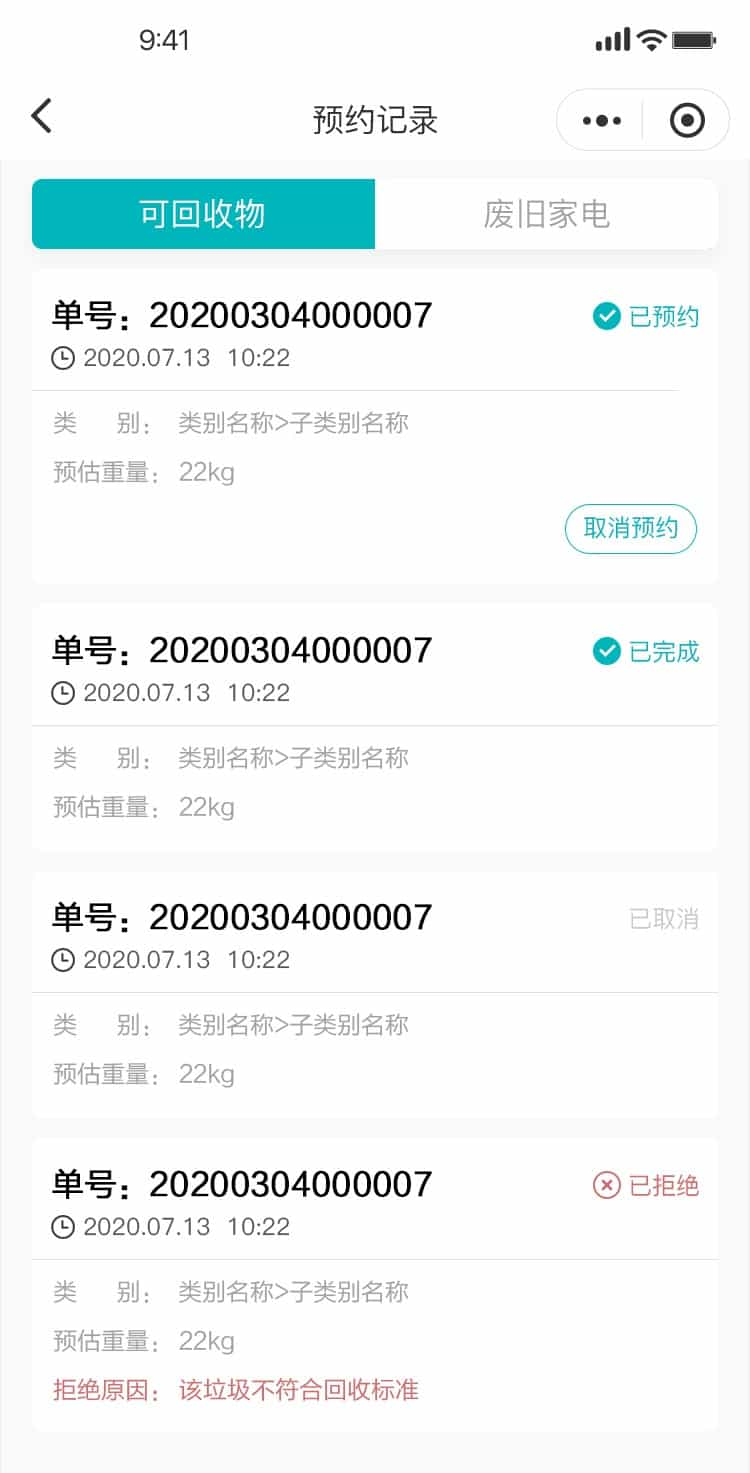 9:41
预约记录
可回收物 废旧家电
单号：20200304000007 已预约
2020.07.13 10:22
类 别： 类别名称>子类别名称
预估重量： 22kg
取消预约
单号：20200304000007 已完成
2020.07.13 10:22
类 别： 类别名称>子类别名称
预估重量： 22kg
单号：20200304000007 已取消
2020.07.13 10:22
类 别： 类别名称>子类别名称
预估重量： 22kg
单号：20200304000007 已拒绝
2020.07.13 10:22
类 别： 类别名称>子类别名称
预估重量： 22kg
拒绝原因： 该垃圾不符合回收标准